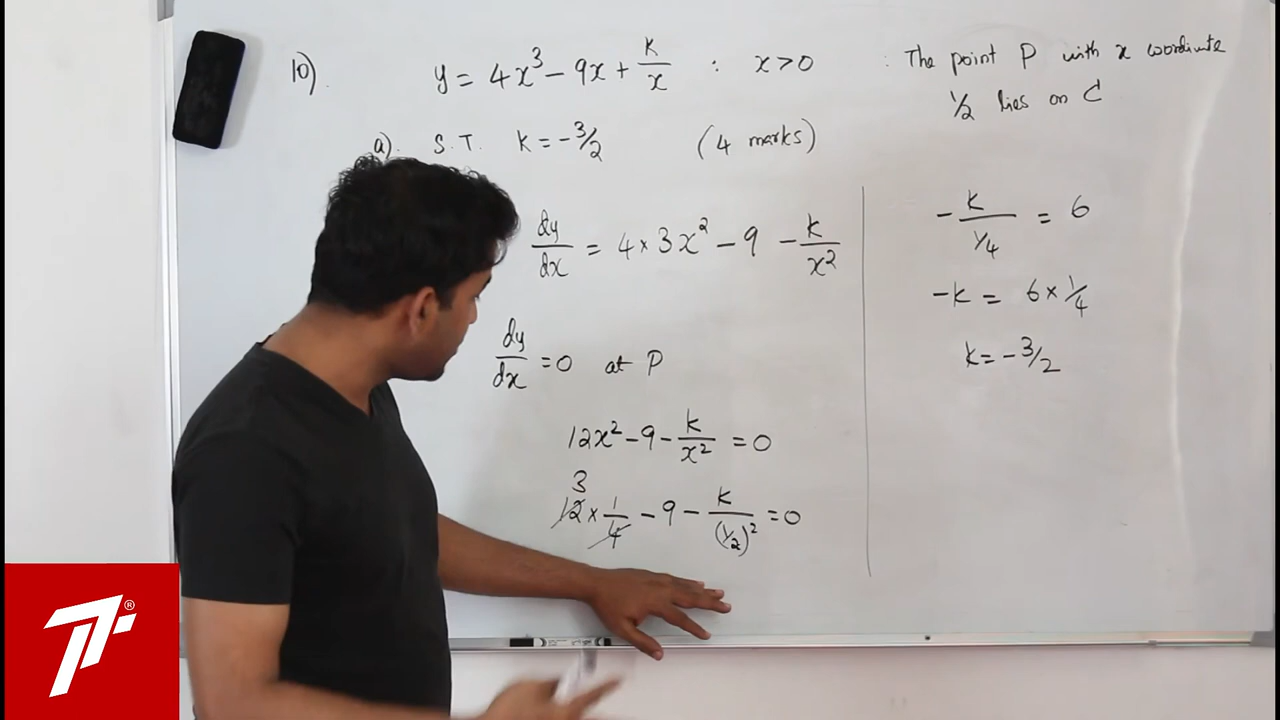 10). y = 4x³ − 9x + k/x : x > 0 : The point P with x coordinate
1/2 lies on C
a). S.T. k = −3/2 (4 marks)
dy/dx = 4 × 3x² − 9 − k/x²
dy/dx = 0 at P
12x² − 9 − k/x² = 0
3
12 × 1/4 − 9 − k/(1/2)² = 0
−k/(1/4) = 6
−k = 6 × 1/4
k = −3/2
®